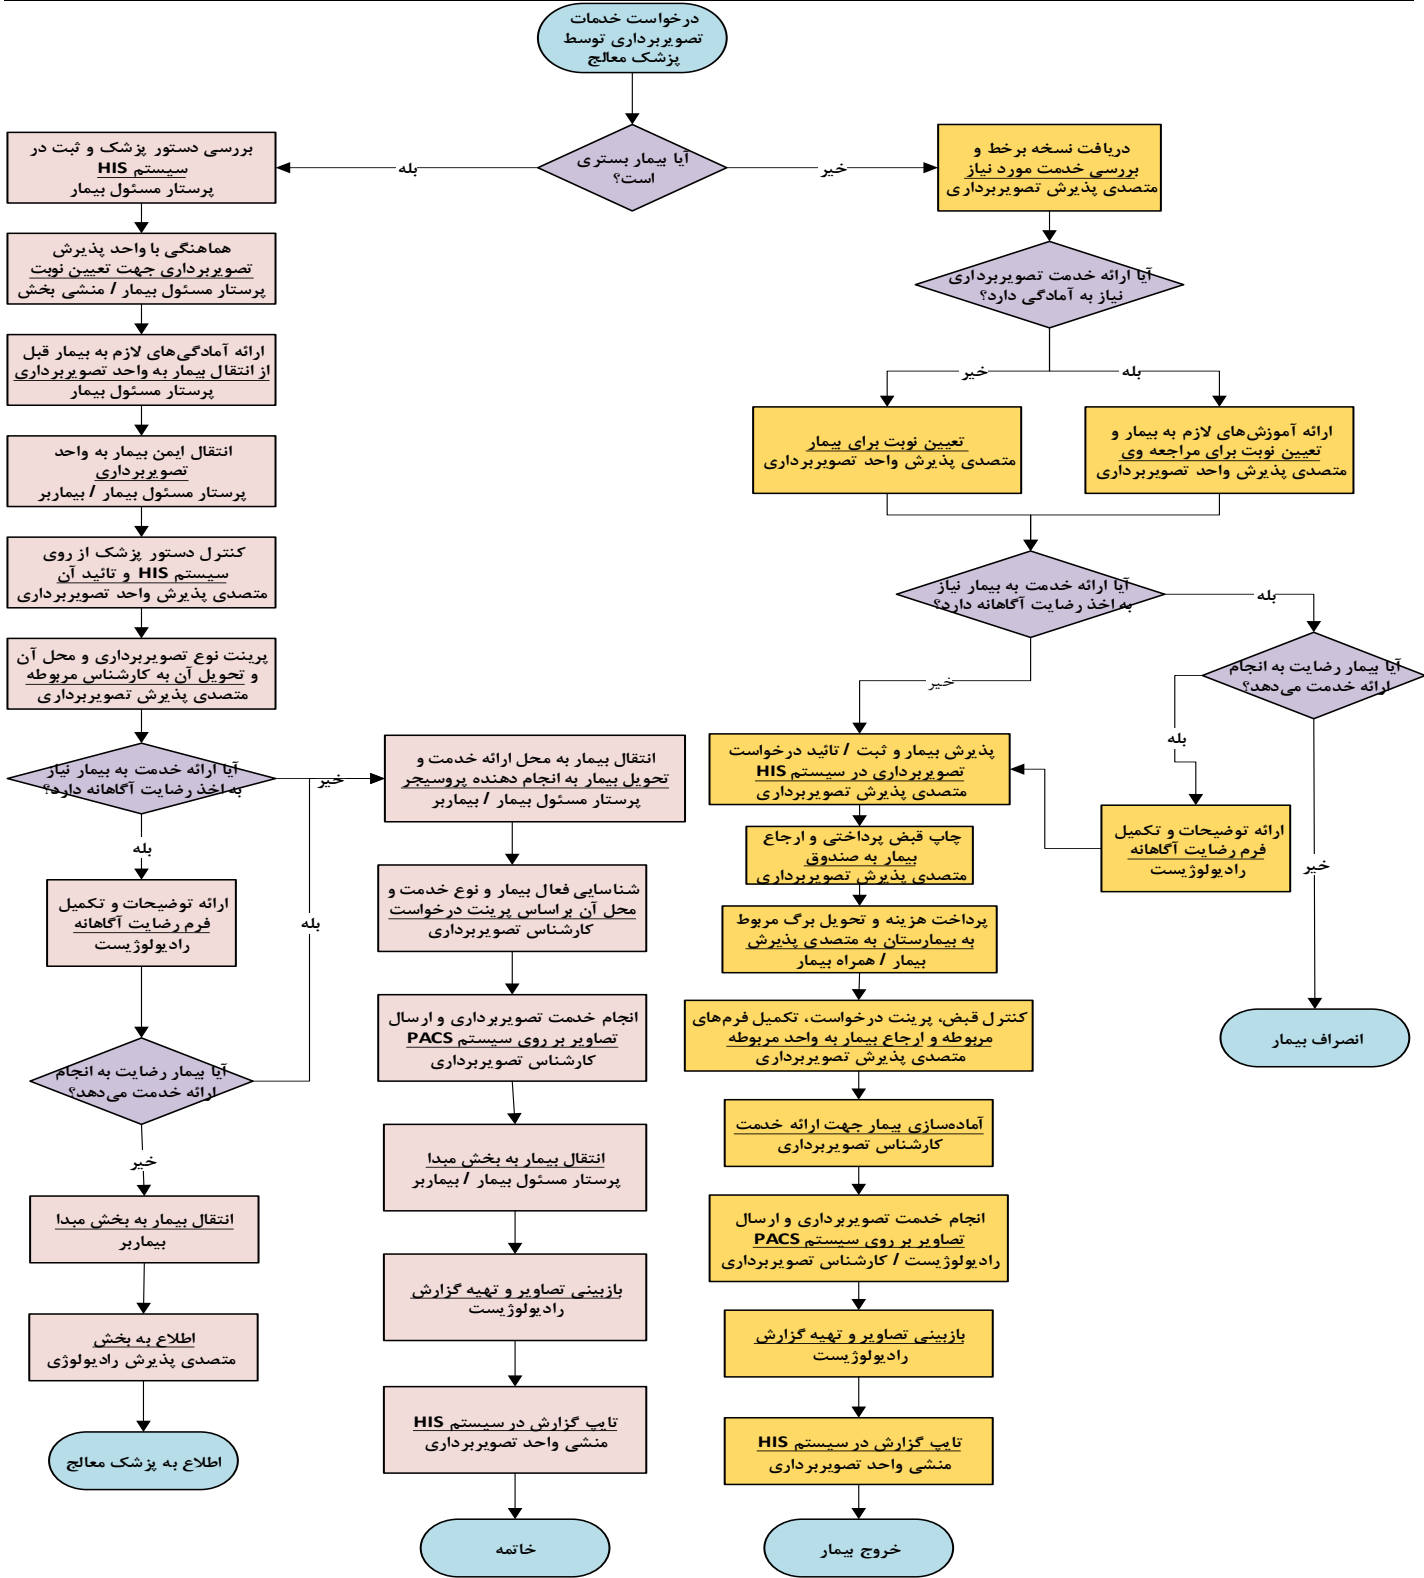 درخواست خدمات
تصویربرداری توسط
پزشک معالج
آیا بیمار بستری
است؟
بله
خیر
بررسی دستور پزشک و ثبت در
سیستم HIS
پرستار مسئول بیمار
هماهنگی با واحد پذیرش
تصویربرداری جهت تعیین نوبت
پرستار مسئول بیمار / منشی بخش
ارائه آمادگی‌های لازم به بیمار قبل
از انتقال بیمار به واحد تصویربرداری
پرستار مسئول بیمار
انتقال ایمن بیمار به واحد
تصویربرداری
پرستار مسئول بیمار / بیماربر
کنترل دستور پزشک از روی
سیستم HIS و تائید آن
متصدی پذیرش واحد تصویربرداری
پرینت نوع تصویربرداری و محل آن
و تحویل آن به کارشناس مربوطه
متصدی پذیرش تصویربرداری
آیا ارائه خدمت به بیمار نیاز
به اخذ رضایت آگاهانه دارد؟
خیر
بله
ارائه توضیحات و تکمیل
فرم رضایت آگاهانه
رادیولوژیست
بله
آیا بیمار رضایت به انجام
ارائه خدمت می‌دهد؟
خیر
انتقال بیمار به بخش مبدا
بیماربر
اطلاع به بخش
متصدی پذیرش رادیولوژی
اطلاع به پزشک معالج
انتقال بیمار به محل ارائه خدمت و
تحویل بیمار به انجام دهنده پروسیجر
پرستار مسئول بیمار / بیماربر
شناسایی فعال بیمار و نوع خدمت و
محل آن براساس پرینت درخواست
کارشناس تصویربرداری
انجام خدمت تصویربرداری و ارسال
تصاویر بر روی سیستم PACS
کارشناس تصویربرداری
انتقال بیمار به بخش مبدا
پرستار مسئول بیمار / بیماربر
بازبینی تصاویر و تهیه گزارش
رادیولوژیست
تایپ گزارش در سیستم HIS
منشی واحد تصویربرداری
خاتمه
دریافت نسخه برخط و
بررسی خدمت مورد نیاز
متصدی پذیرش تصویربرداری
آیا ارائه خدمت تصویربرداری
نیاز به آمادگی دارد؟
خیر
بله
تعیین نوبت برای بیمار
متصدی پذیرش واحد تصویربرداری
ارائه آموزش‌های لازم به بیمار و
تعیین نوبت برای مراجعه وی
متصدی پذیرش واحد تصویربرداری
آیا ارائه خدمت به بیمار نیاز
به اخذ رضایت آگاهانه دارد؟
بله
خیر
آیا بیمار رضایت به انجام
ارائه خدمت می‌دهد؟
بله
خیر
ارائه توضیحات و تکمیل
فرم رضایت آگاهانه
رادیولوژیست
انصراف بیمار
پذیرش بیمار و ثبت / تائید درخواست
تصویربرداری در سیستم HIS
متصدی پذیرش تصویربرداری
چاپ قبض پرداختی و ارجاع
بیمار به صندوق
متصدی پذیرش تصویربرداری
پرداخت هزینه و تحویل برگ مربوط
به بیمارستان به متصدی پذیرش
بیمار / همراه بیمار
کنترل قبض، پرینت درخواست، تکمیل فرم‌های
مربوطه و ارجاع بیمار به واحد مربوطه
متصدی پذیرش تصویربرداری
آماده‌سازی بیمار جهت ارائه خدمت
کارشناس تصویربرداری
انجام خدمت تصویربرداری و ارسال
تصاویر بر روی سیستم PACS
رادیولوژیست / کارشناس تصویربرداری
بازبینی تصاویر و تهیه گزارش
رادیولوژیست
تایپ گزارش در سیستم HIS
منشی واحد تصویربرداری
خروج بیمار